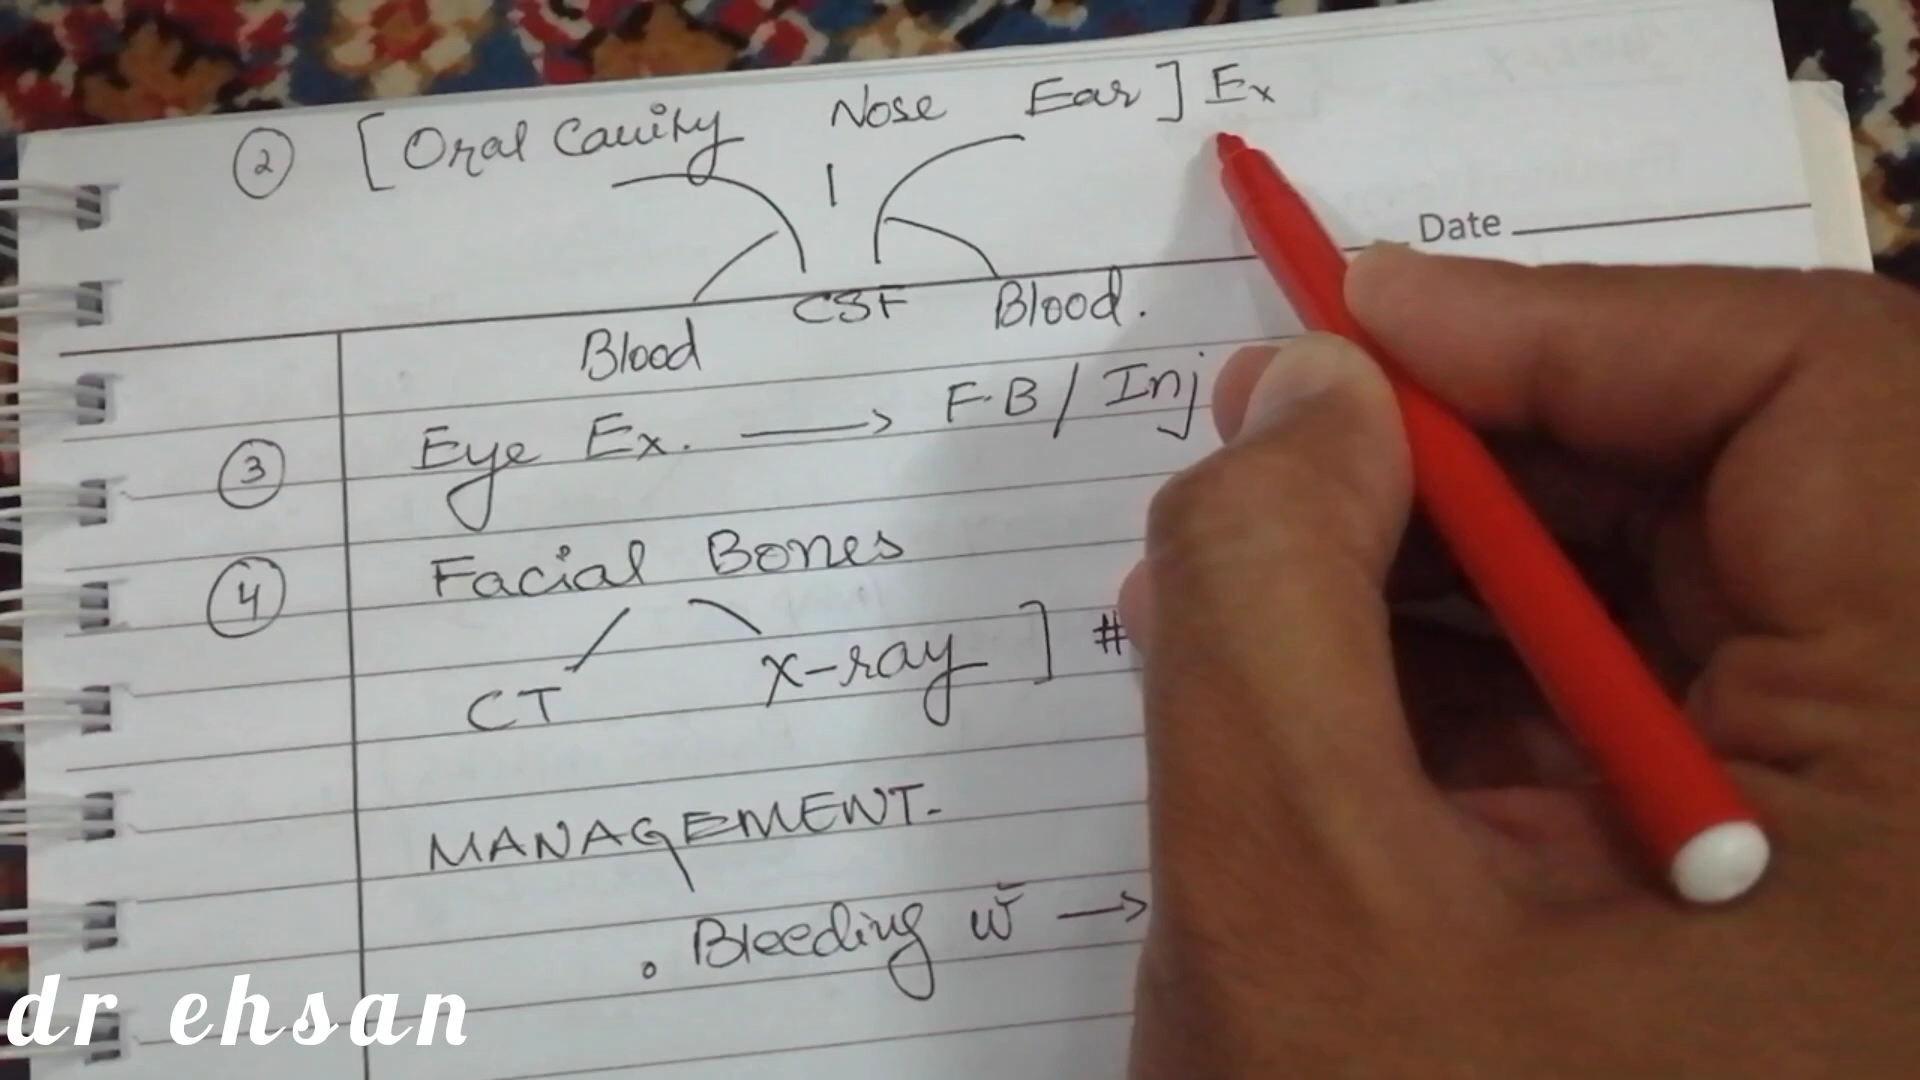 ② [Oral Cavity Nose Ear] Ex
Date
CSF Blood.
Blood
③ Eye Ex. → F.B / Inj
④ Facial Bones
CT X-ray ] #
MANAGEMENT-
Bleeding w̄ →
dr ehsan